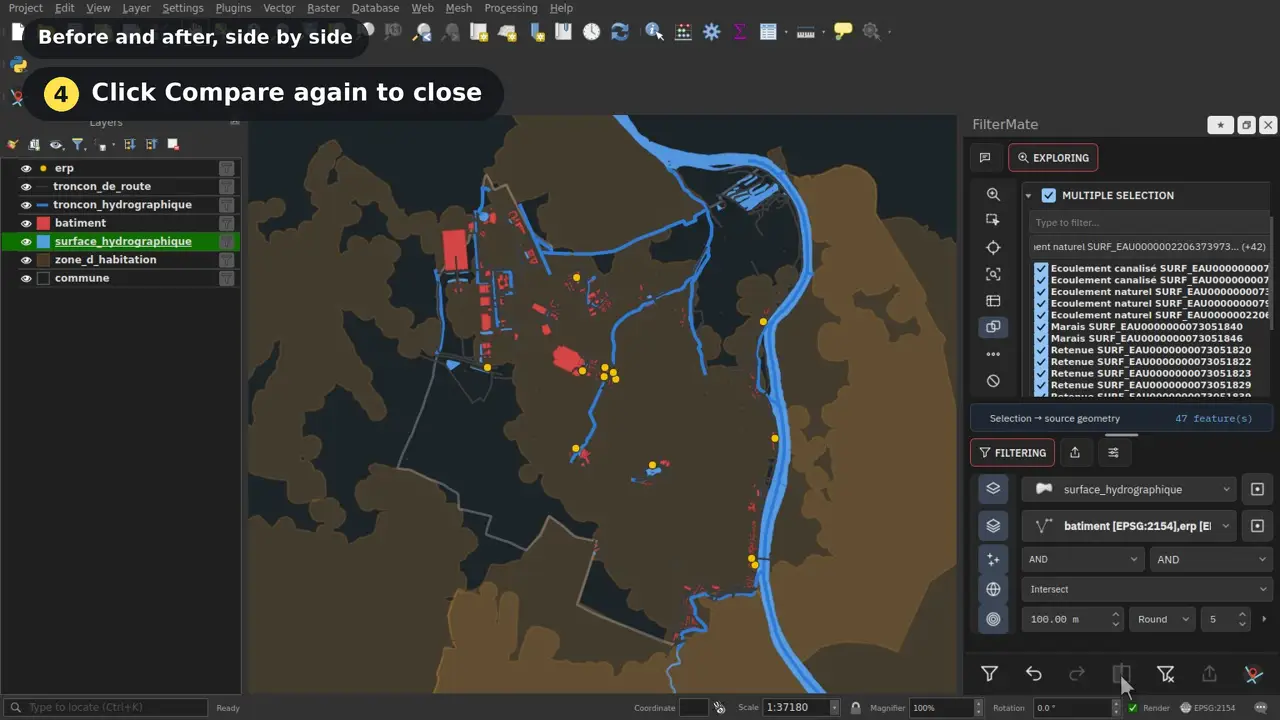 Project Edit View Layer Settings Plugins Vector Raster Database Web Mesh Processing Help
Before and after, side by side
4 Click Compare again to close
Layers
erp
troncon_de_route
troncon_hydrographique
batiment
surface_hydrographique
zone_d_habitation
commune
FilterMate
EXPLORING
MULTIPLE SELECTION
Type to filter...
ent naturel SURF_EAU0000002206373973... (+42)
Ecoulement canalisé SURF_EAU000000007
Ecoulement canalisé SURF_EAU000000007
Ecoulement naturel SURF_EAU0000000073
Ecoulement naturel SURF_EAU0000000079
Ecoulement naturel SURF_EAU0000002206
Marais SURF_EAU0000000073051840
Marais SURF_EAU0000000073051846
Retenue SURF_EAU0000000073051820
Retenue SURF_EAU0000000073051822
Retenue SURF_EAU0000000073051823
Retenue SURF_EAU0000000073051829
Selection → source geometry 47 feature(s)
FILTERING
surface_hydrographique
batiment [EPSG:2154],erp [E
AND AND
Intersect
100.00 m Round 5
Type to locate (Ctrl+K) Ready Coordinate Scale 1:37180 Magnifier 100% Rotation 0.0 ° Render EPSG:2154